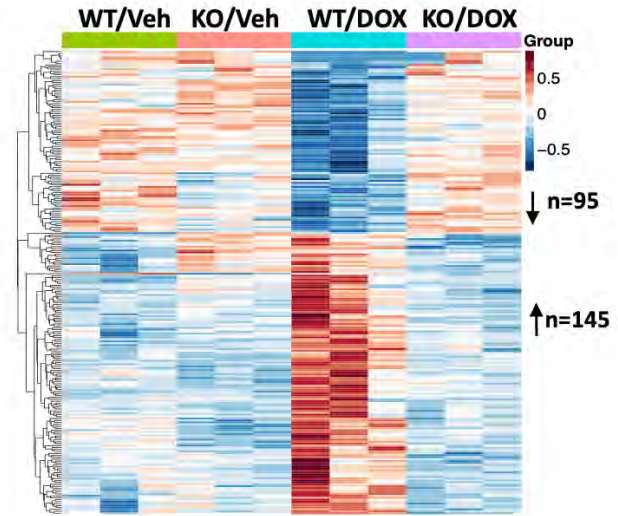 WT/Veh KO/Veh WT/DOX KO/DOX
Group
0.5
0
−0.5
↓ n=95
↑ n=145